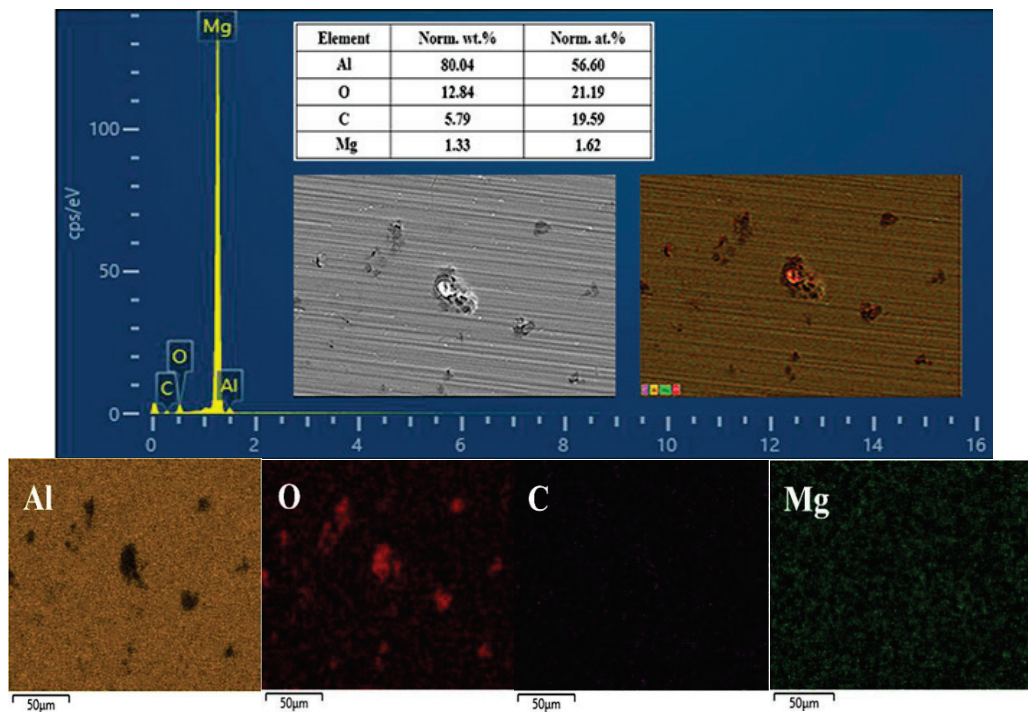 Mg
Element Norm. wt.% Norm. at.%
Al 80.04 56.60
O 12.84 21.19
C 5.79 19.59
Mg 1.33 1.62
100
cps/eV
50
O
C
Al
0
0 2 4 6 8 10 12 14 16
Al O C Mg
50µm 50µm 50µm 50µm